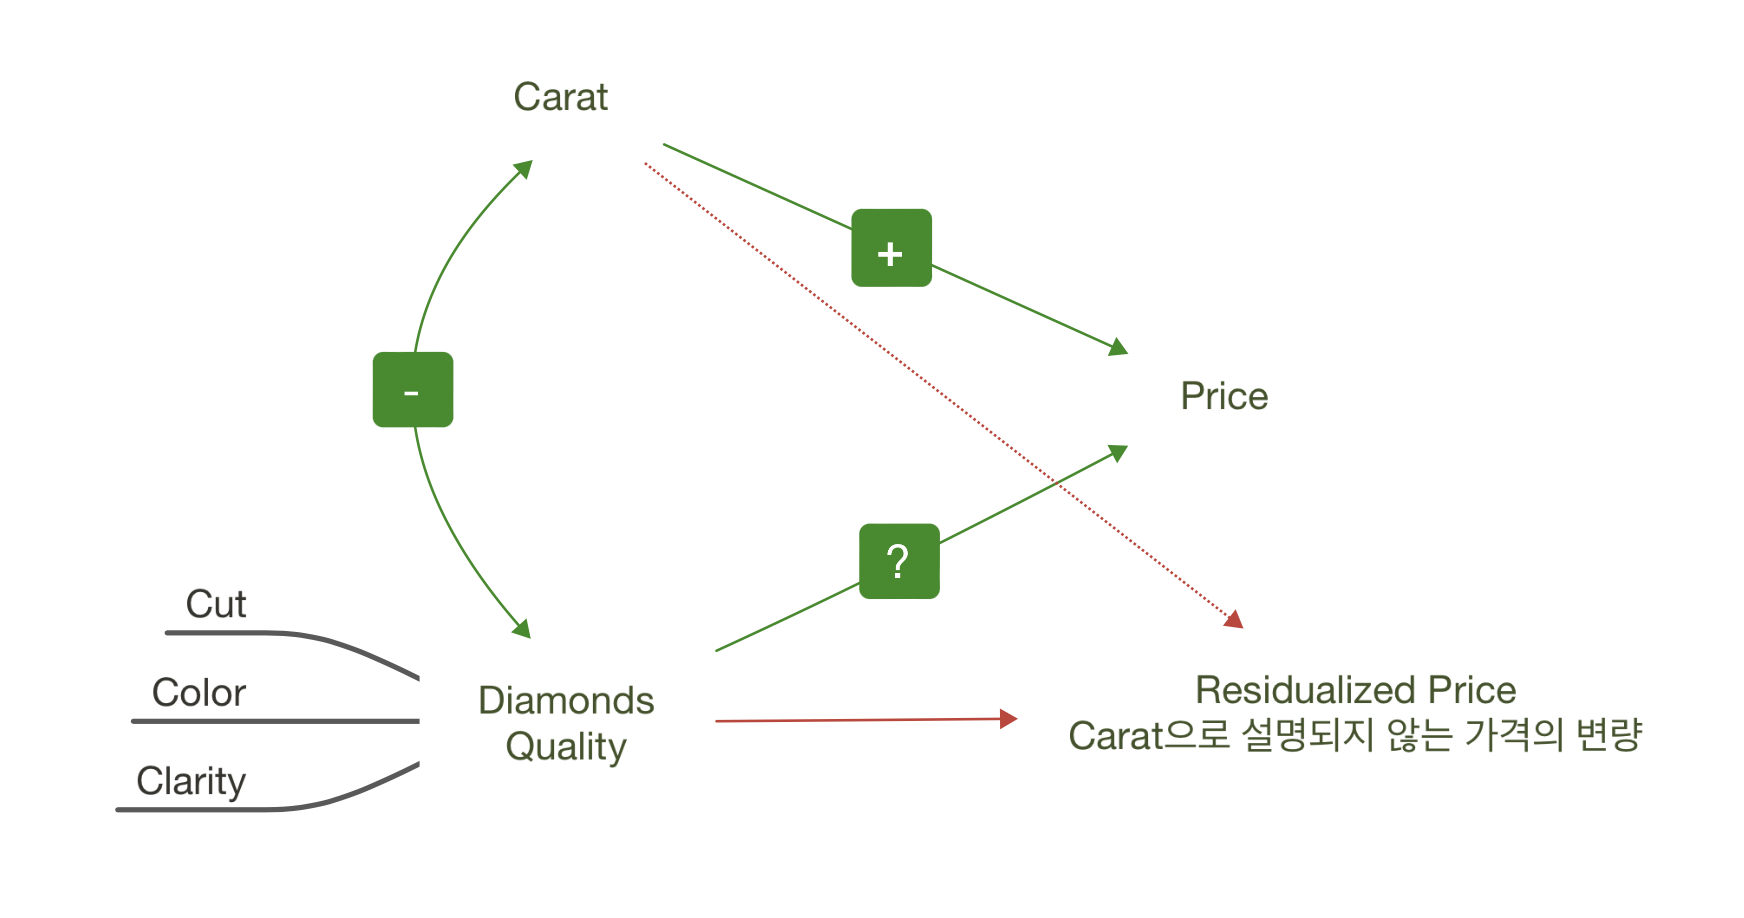 Carat
+
Price
-
?
Cut
Color
Clarity
Diamonds
Quality
Residualized Price
Carat으로 설명되지 않는 가격의 변량